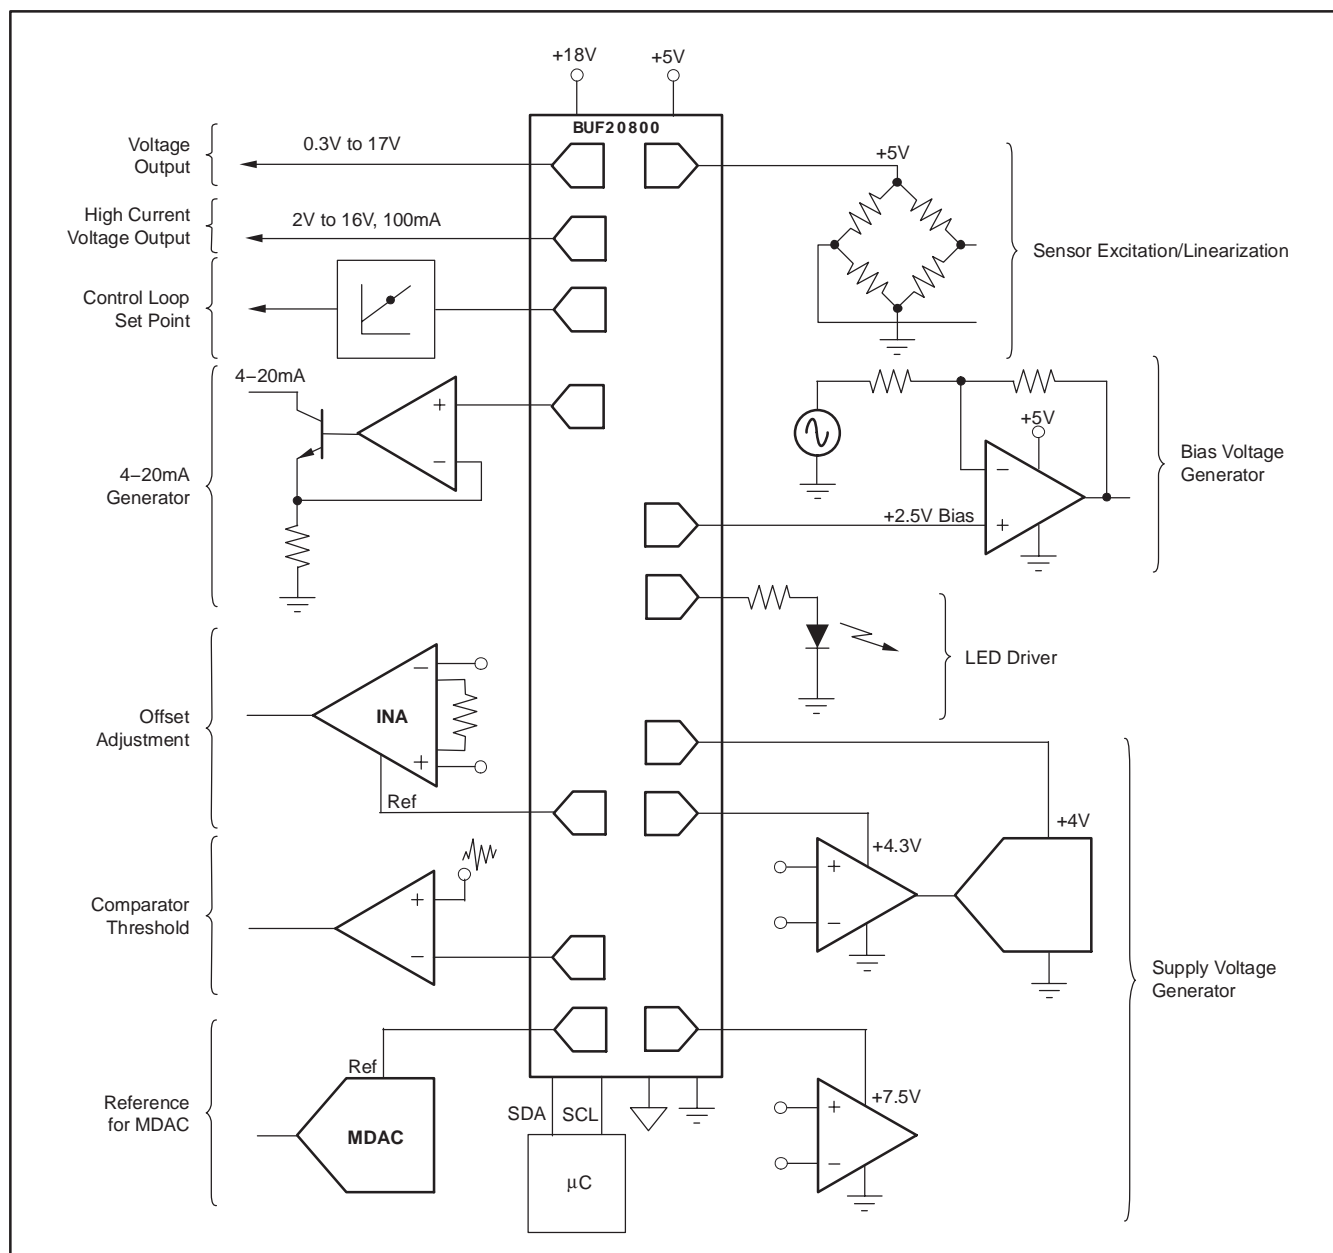 +18V
+5V
BUF20800
Voltage
Output
0.3V to 17V
High Current
Voltage Output
2V to 16V, 100mA
Control Loop
Set Point
4–20mA
+
–
4–20mA
Generator
–
INA
+
Ref
Offset
Adjustment
+
–
Comparator
Threshold
Ref
MDAC
Reference
for MDAC
SDA
SCL
µC
+5V
Sensor Excitation/Linearization
+5V
–
+
+2.5V Bias
Bias Voltage
Generator
LED Driver
+4V
+4.3V
+
–
+7.5V
+
–
Supply Voltage
Generator